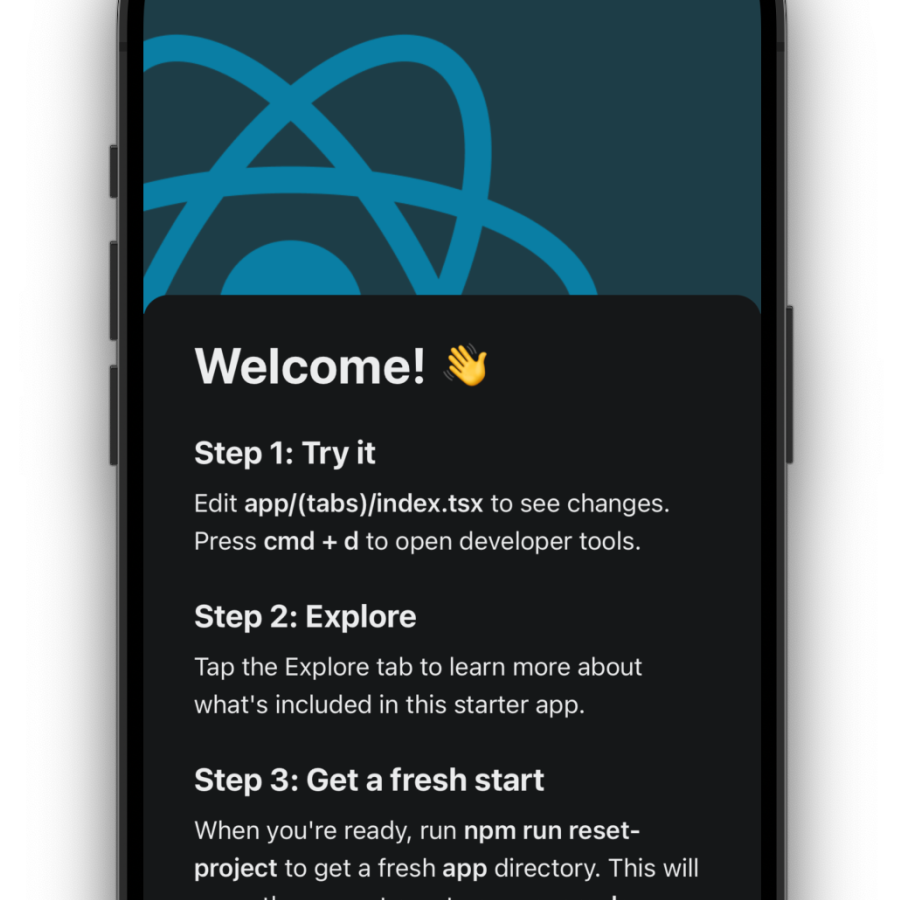 Welcome! 👋
Step 1: Try it
Edit app/(tabs)/index.tsx to see changes.
Press cmd + d to open developer tools.
Step 2: Explore
Tap the Explore tab to learn more about
what's included in this starter app.
Step 3: Get a fresh start
When you're ready, run npm run reset-
project to get a fresh app directory. This will